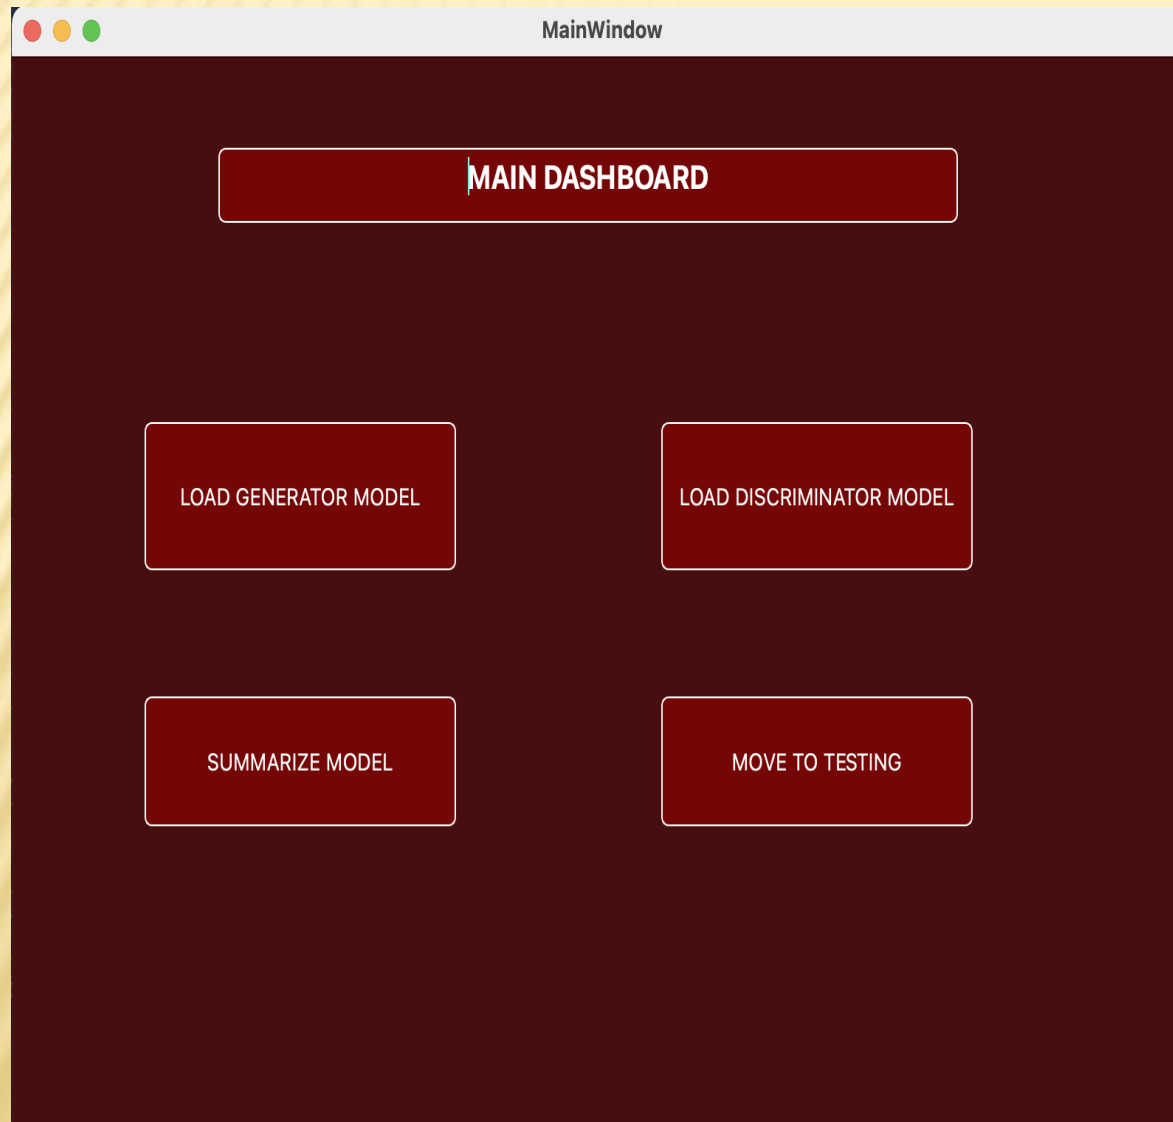 MainWindow
MAIN DASHBOARD
LOAD GENERATOR MODEL
LOAD DISCRIMINATOR MODEL
SUMMARIZE MODEL
MOVE TO TESTING